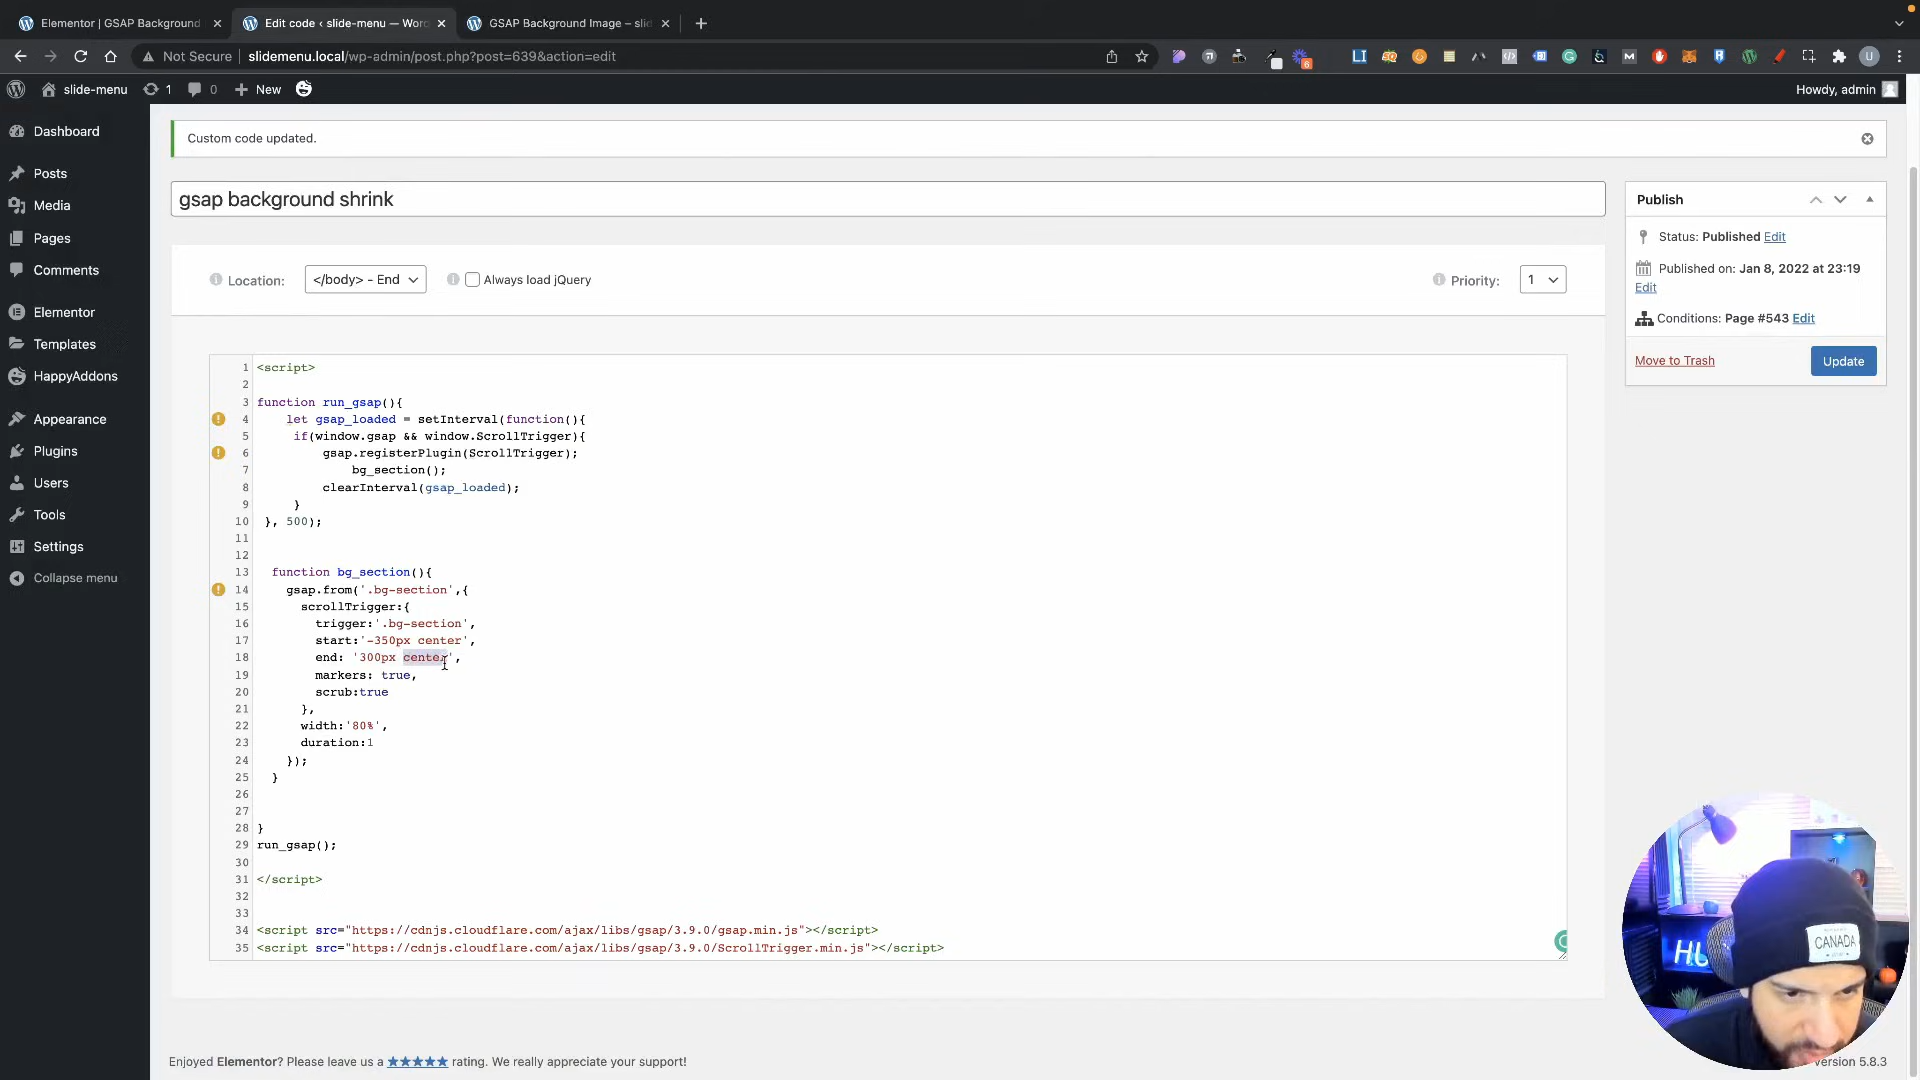 Elementor | GSAP Background
Edit code ‹ slide-menu — Wor
GSAP Background Image – sli
Not Secure
slidemenu.local/wp-admin/post.php?post=639&action=edit
slide-menu
1
0
New
Howdy, admin
Dashboard
Posts
Media
Pages
Comments
Elementor
Templates
HappyAddons
Appearance
Plugins
Users
Tools
Settings
Collapse menu
Custom code updated.
gsap background shrink
Location:
</body> - End
Always load jQuery
Priority:
1
Publish
Status: Published Edit
Published on: Jan 8, 2022 at 23:19
Edit
Conditions: Page #543 Edit
Move to Trash
Update
1 <script>
2
3 function run_gsap(){
4 let gsap_loaded = setInterval(function(){
5 if(window.gsap && window.ScrollTrigger){
6 gsap.registerPlugin(ScrollTrigger);
7 bg_section();
8 clearInterval(gsap_loaded);
9 }
10 }, 500);
11
12
13 function bg_section(){
14 gsap.from('.bg-section',{
15 scrollTrigger:{
16 trigger:'.bg-section',
17 start:'-350px center',
18 end: '300px center',
19 markers: true,
20 scrub:true
21 },
22 width:'80%',
23 duration:1
24 });
25 }
26
27
28 }
29 run_gsap();
30
31 </script>
32
33
34 <script src="https://cdnjs.cloudflare.com/ajax/libs/gsap/3.9.0/gsap.min.js"></script>
35 <script src="https://cdnjs.cloudflare.com/ajax/libs/gsap/3.9.0/ScrollTrigger.min.js"></script>
CANADA
Enjoyed Elementor? Please leave us a ★★★★★ rating. We really appreciate your support!
Version 5.8.3